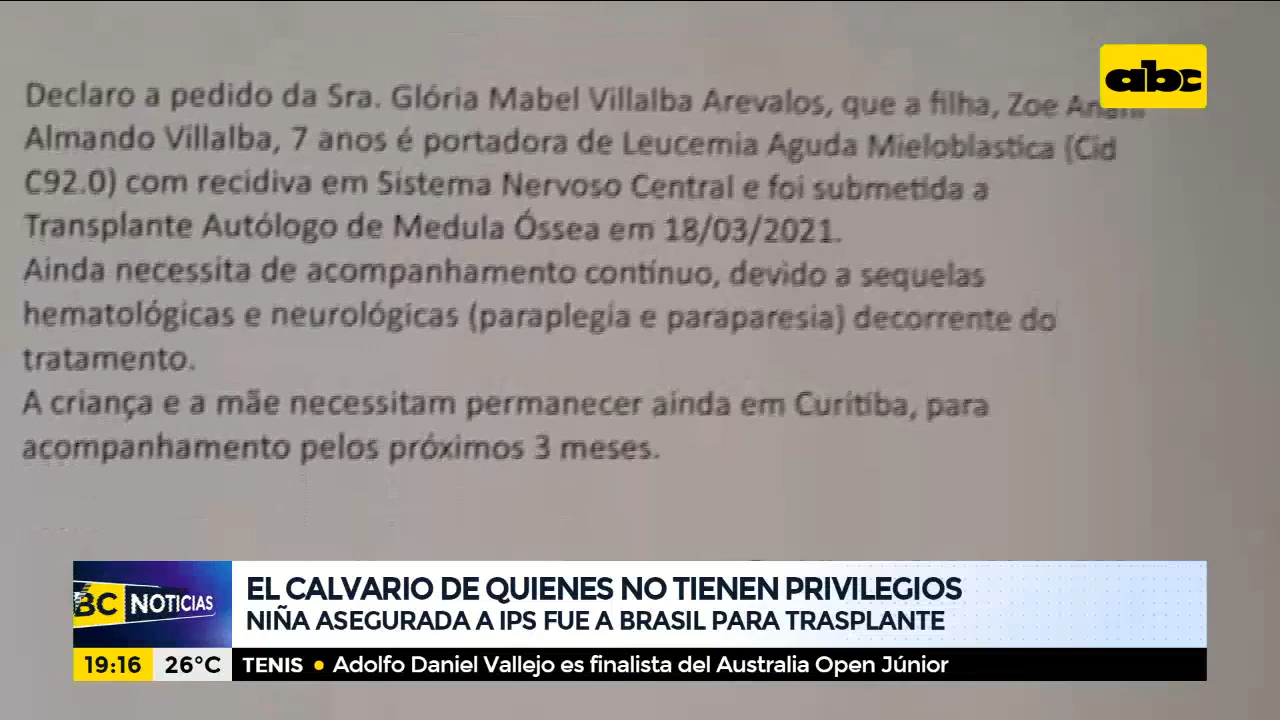 abc
Declaro a pedido da Sra. Glória Mabel Villalba Arevalos, que a filha, Zoe
Almando Villalba, 7 anos é portadora de Leucemia Aguda Mieloblastica (Cid
C92.0) com recidiva em Sistema Nervoso Central e foi submetida a
Transplante Autólogo de Medula Óssea em 18/03/2021.
Ainda necessita de acompanhamento contínuo, devido a sequelas
hematológicas e neurológicas (paraplegia e paraparesia) decorrente do
tratamento.
A criança e a mãe necessitam permanecer ainda em Curitiba, para
acompanhamento pelos próximos 3 meses.
BC NOTICIAS
EL CALVARIO DE QUIENES NO TIENEN PRIVILEGIOS
NIÑA ASEGURADA A IPS FUE A BRASIL PARA TRASPLANTE
19:16 26°C TENIS • Adolfo Daniel Vallejo es finalista del Australia Open Júnior